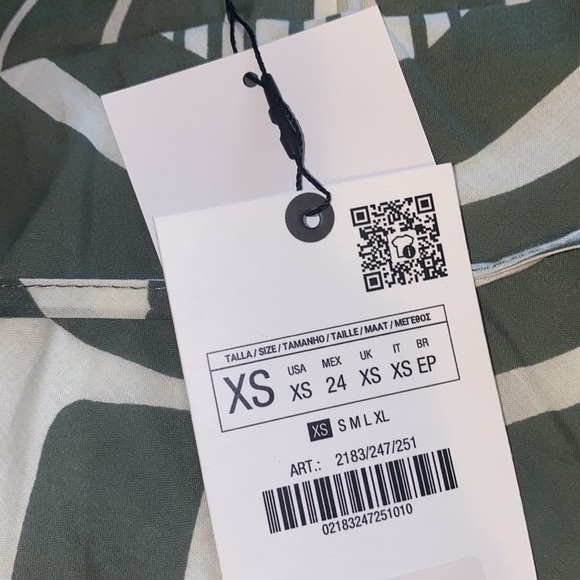 TALLA / SIZE / TAMANHO / TAILLE / MAAT / ΜΕΓΕΘΟΣ
XS
USA MEX UK IT BR
XS 24 XS XS EP
XS S M L XL
ART.: 2183/247/251
02183247251010